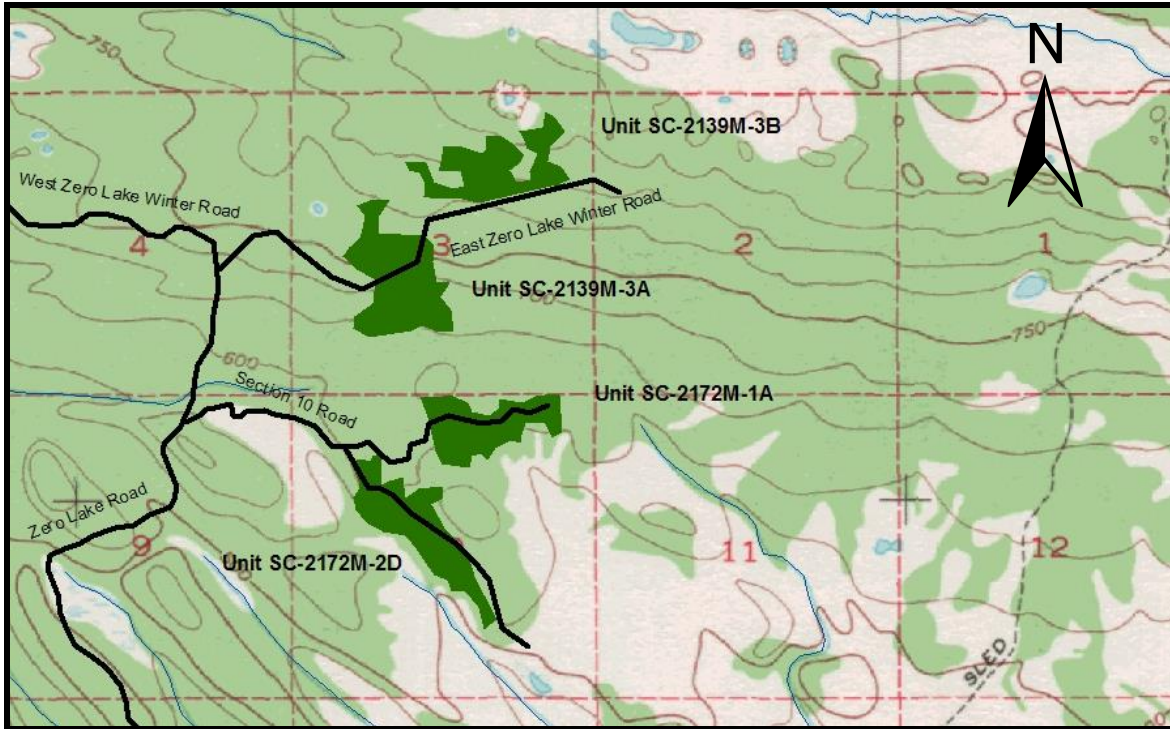 N
750
Unit SC-2139M-3B
West Zero Lake Winter Road
East Zero Lake Winter Road
4
3
2
1
Unit SC-2139M-3A
750
600
Section 10 Road
Unit SC-2172M-1A
Zero Lake Road
9
11
12
Unit SC-2172M-2D
SLED